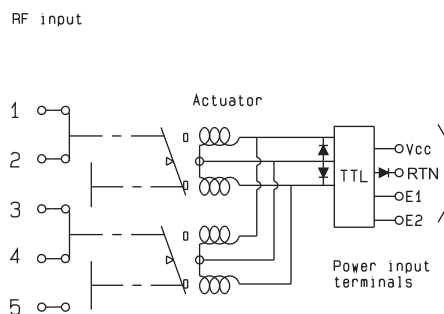 RF input
Actuator
1
2
3
4
5
TTL
Vcc
RTN
E1
E2
Power input
terminals